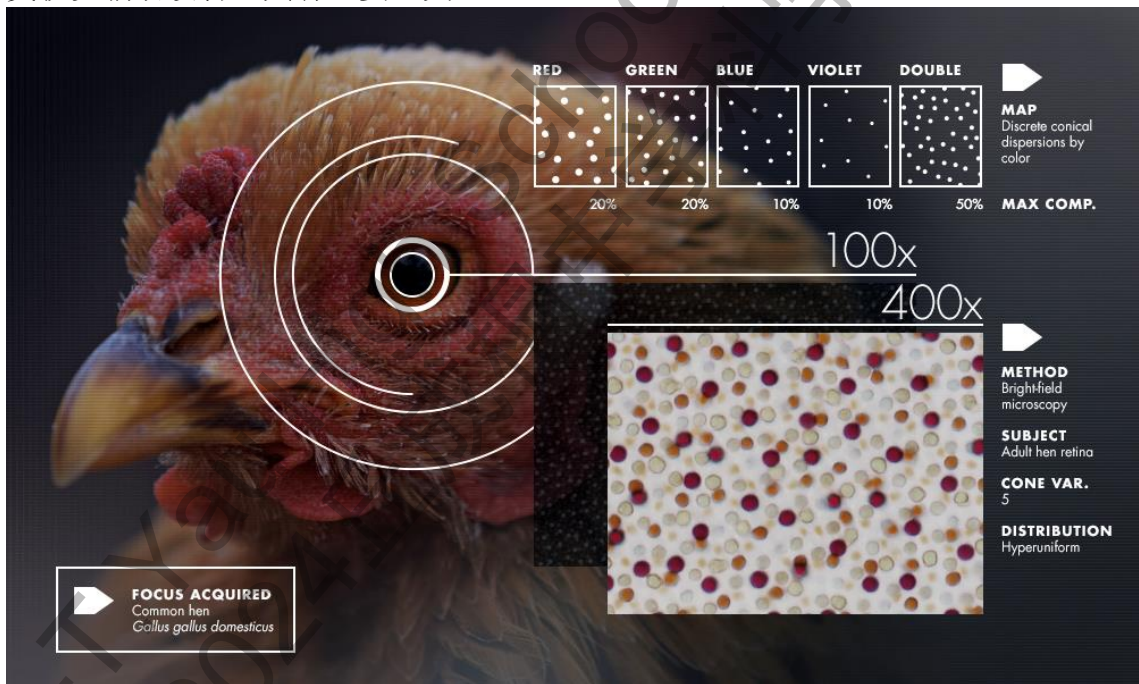 RED GREEN BLUE VIOLET DOUBLE
MAP
Discrete conical
dispersions by
color
20% 20% 10% 10% 50% MAX COMP.
100x
400x
METHOD
Bright-field
microscopy
SUBJECT
Adult hen retina
CONE VAR.
5
DISTRIBUTION
Hyperuniform
FOCUS ACQUIRED
Common hen
Gallus gallus domesticus